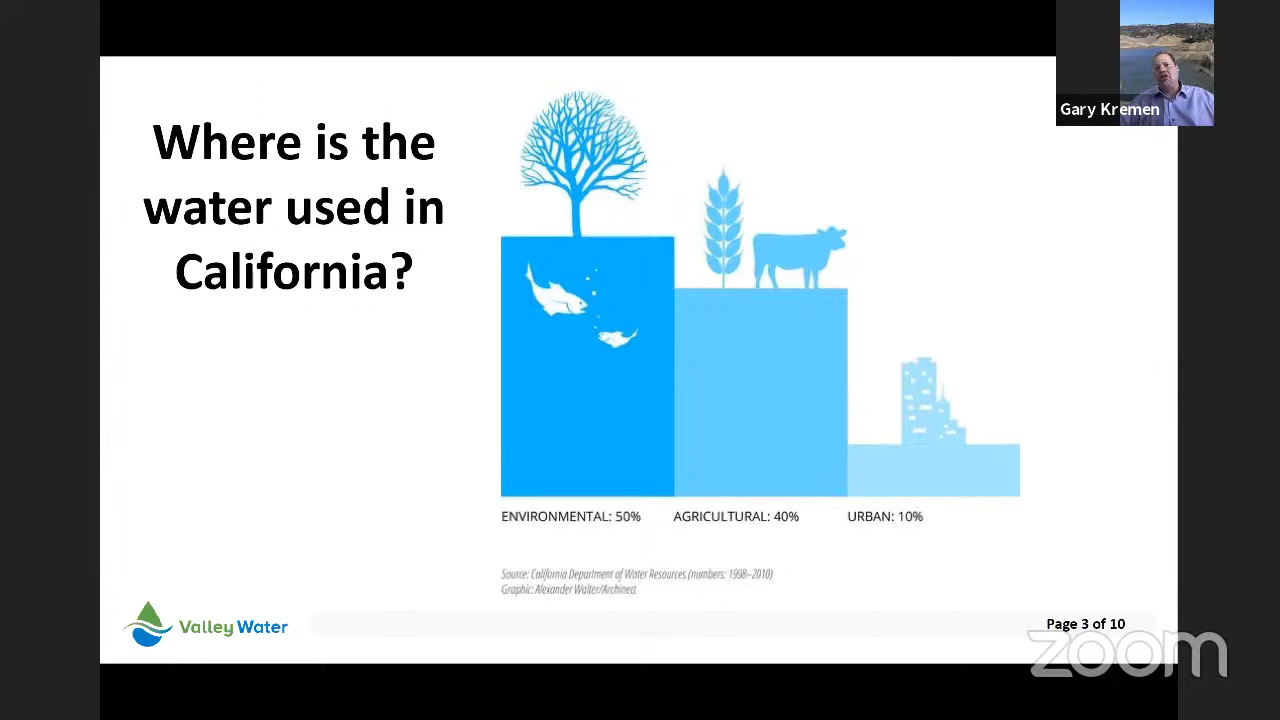 Gary Kremen
Where is the
water used in
California?
ENVIRONMENTAL: 50% AGRICULTURAL: 40% URBAN: 10%
Source: California Department of Water Resources (numbers: 1998–2010)
Graphic: Alexander Walter/Archinect
Valley Water
Page 3 of 10
zoom